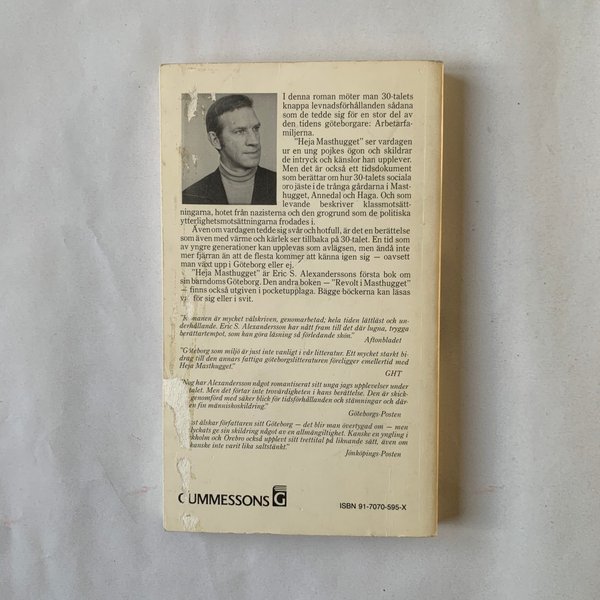 I denna roman möter man 30-talets
knappa levnadsförhållanden sådana
som de tedde sig för en stor del av
den tidens göteborgare: Arbetarfa-
miljerna.
"Heja Masthugget" ser vardagen
ur en ung pojkes ögon och skildrar
de intryck och känslor han upplever.
Men det är också ett tidsdokument
som berättar om hur 30-talets sociala
oro jäste i de trånga gårdarna i Mast-
hugget, Annedal och Haga. Och som
levande beskriver klassmotsätt-
ningarna, hotet från nazisterna och den grogrund som de politiska
ytterlighetsmotsättningarna frodades i.
Även om vardagen tedde sig svår och hotfull, är det en berättelse
som även med värme och kärlek ser tillbaka på 30-talet. En tid som
av yngre generationer kan upplevas som avlägsen, men ändå inte
mer fjärran än att de flesta kommer att känna igen sig — oavsett
man växt upp i Göteborg eller ej.
"Heja Masthugget" är Eric S. Alexanderssons första bok om
sin barndoms Göteborg. Den andra boken — "Revolt i Masthugget"
— finns också utgiven i pocketupplaga. Bägge böckerna kan läsas
för sig eller i svit.
"Romanen är mycket välskriven, genomarbetad; hela tiden lättläst och un-
derhållande. Eric S. Alexandersson har nått fram till det där lugna, trygga
berättartempot, som kan göra läsning så förledande skön."
Aftonbladet
"Göteborg som miljö är just inte vanligt i vår litteratur. Ett mycket starkt bi-
drag till den annars fattiga göteborgslitteraturen föreligger emellertid med
Heja Masthugget."
GHT
"Nog har Alexandersson något romantiserat sitt unga jags upplevelser under
talet. Men det förtar inte trovärdigheten i hans berättelse. Den är skick-
genomförd med säker blick för tidsförhållanden och stämningar och där-
en fin människoskildring."
Göteborgs-Posten
älskar författaren sitt Göteborg — det blir man övertygad om — men
lyckats ge sin skildring något av en allmängiltighet. Kanske en yngling i
ckholm och Örebro också upplevt sitt trettital på liknande sätt, även om
kanske inte varit lika saltstänkt."
Jönköpings-Posten
GUMMESSONS G
ISBN 91-7070-595-X